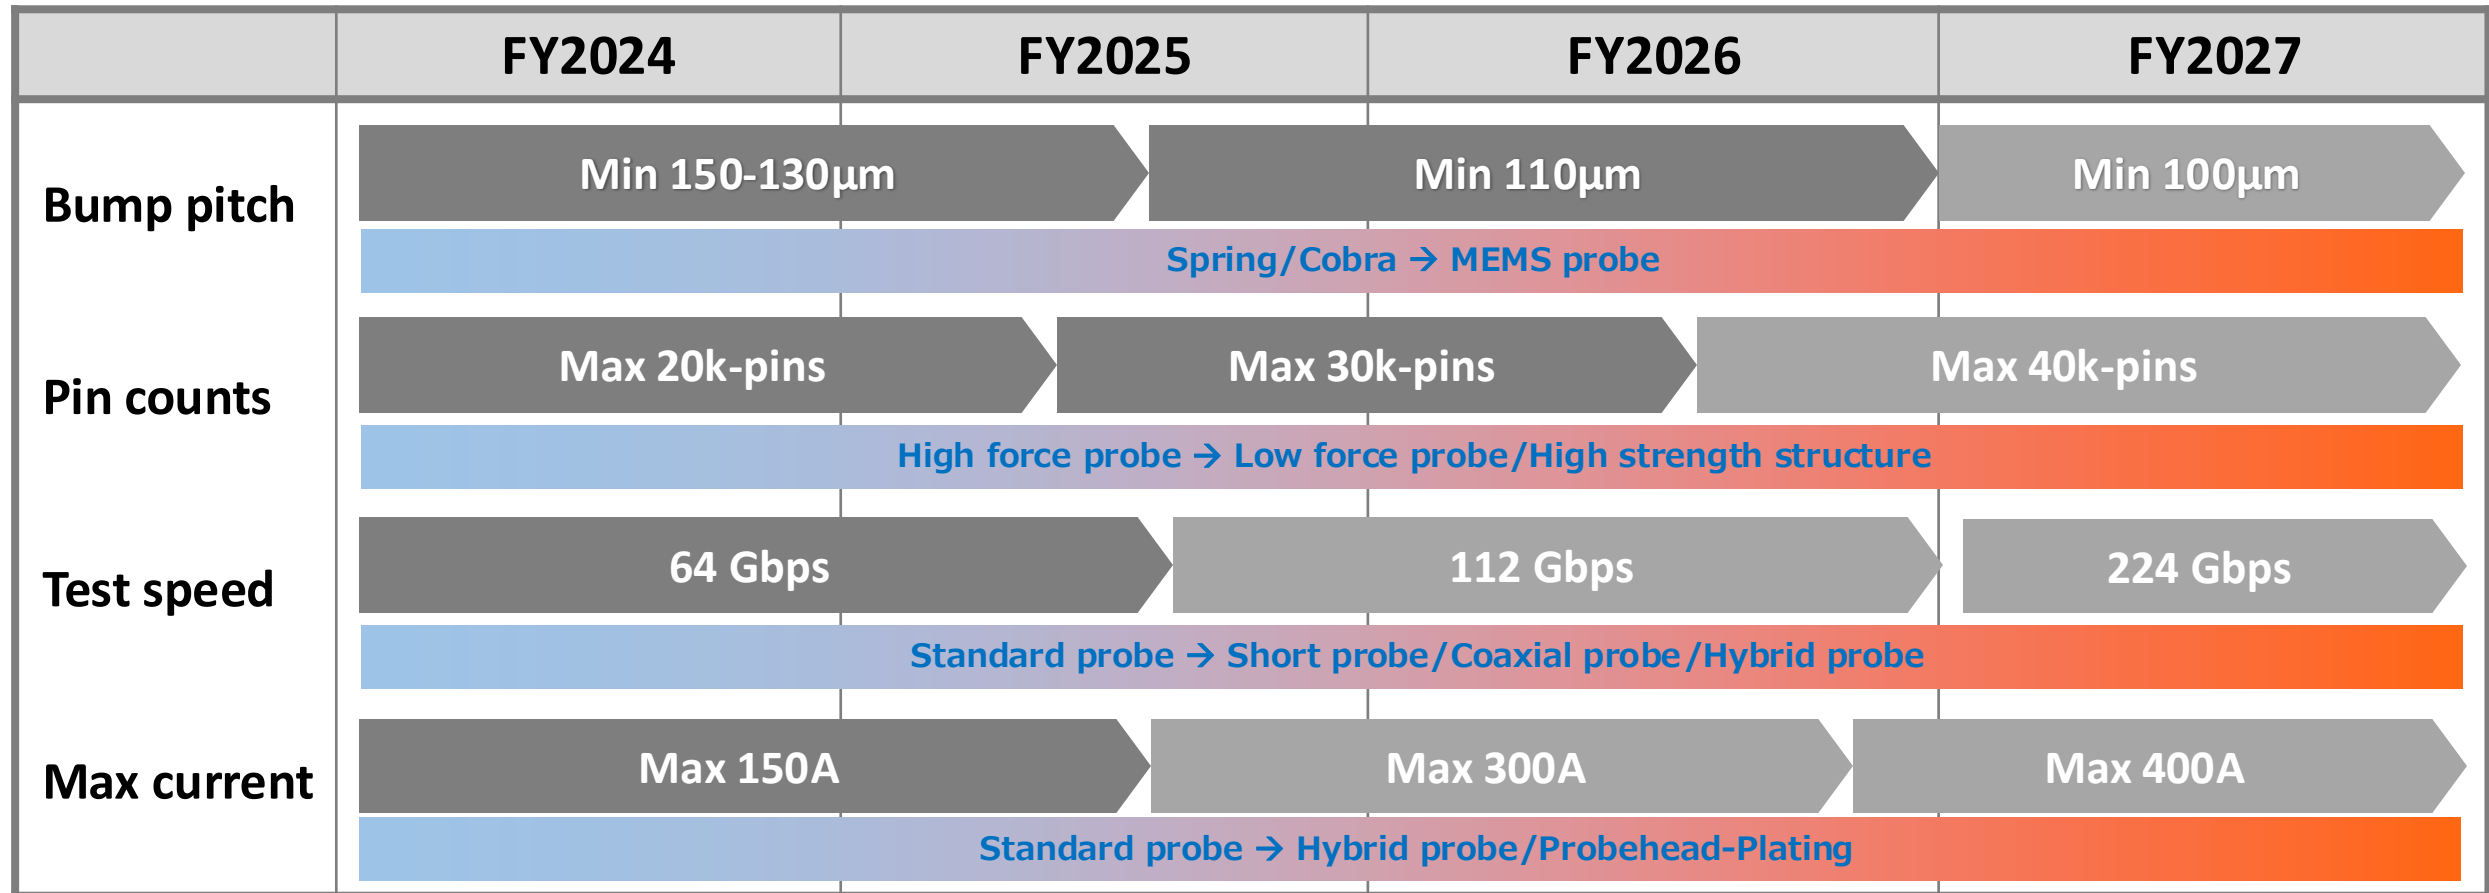 FY2024 FY2025 FY2026 FY2027
Bump pitch
Min 150-130μm Min 110μm Min 100μm
Spring/Cobra → MEMS probe
Pin counts
Max 20k-pins Max 30k-pins Max 40k-pins
High force probe → Low force probe/High strength structure
Test speed
64 Gbps 112 Gbps 224 Gbps
Standard probe → Short probe/Coaxial probe/Hybrid probe
Max current
Max 150A Max 300A Max 400A
Standard probe → Hybrid probe/Probehead-Plating